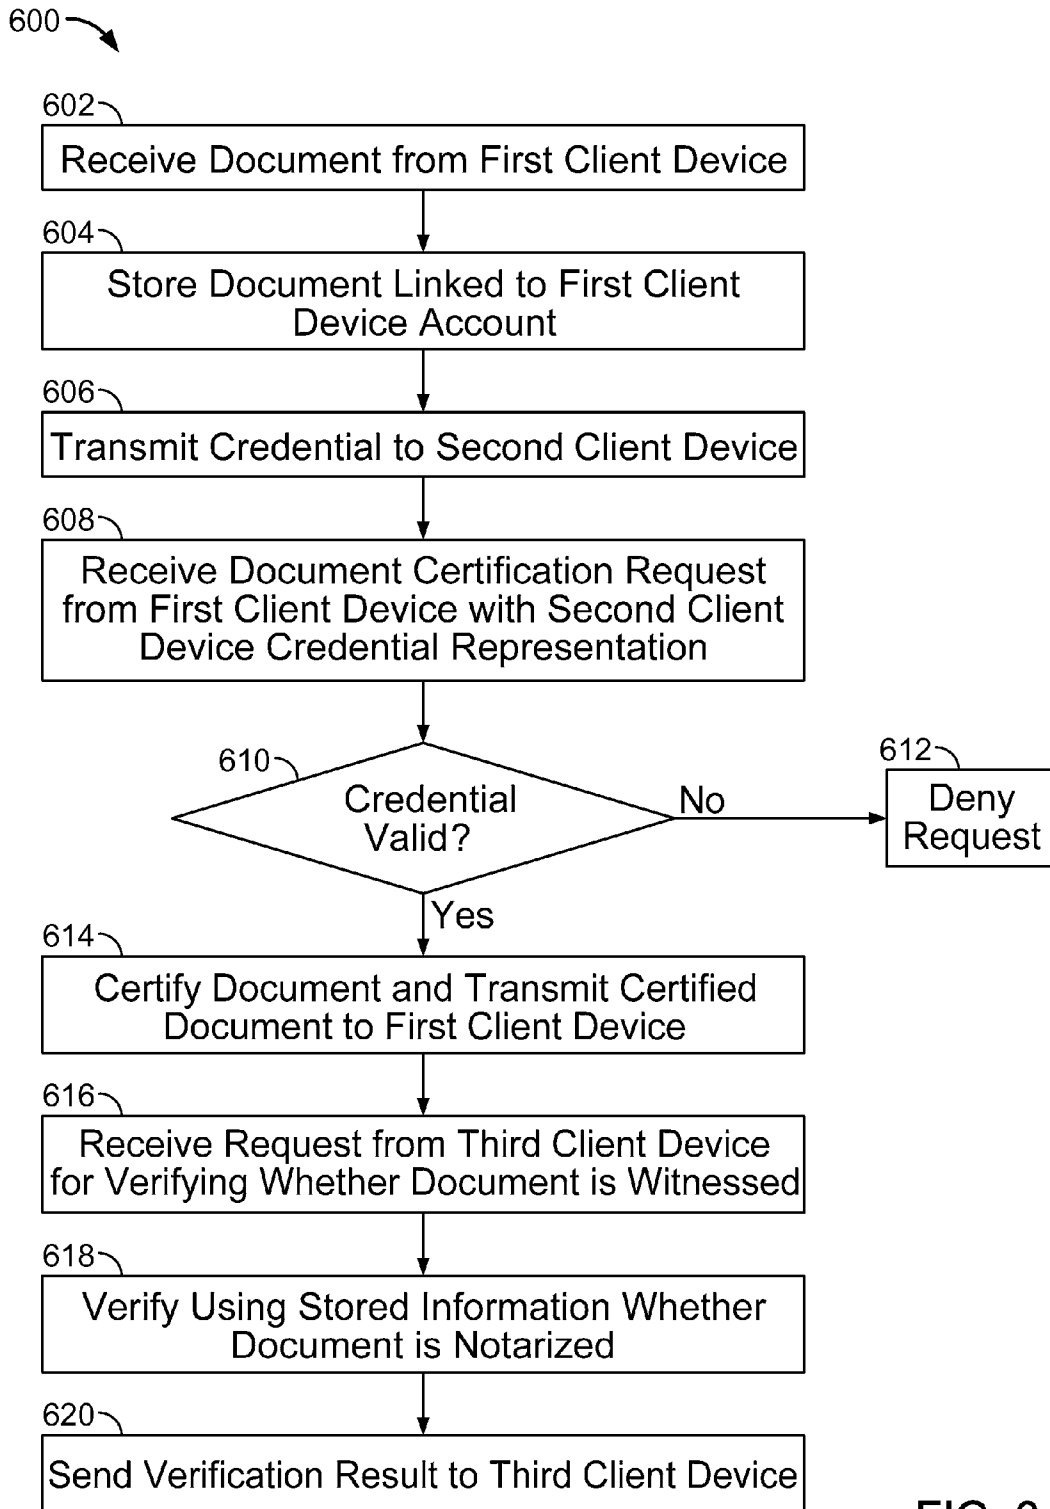 600
602
Receive Document from First Client Device
604
Store Document Linked to First Client
Device Account
606
Transmit Credential to Second Client Device
608
Receive Document Certification Request
from First Client Device with Second Client
Device Credential Representation
610
Credential
Valid?
No
612
Deny
Request
Yes
614
Certify Document and Transmit Certified
Document to First Client Device
616
Receive Request from Third Client Device
for Verifying Whether Document is Witnessed
618
Verify Using Stored Information Whether
Document is Notarized
620
Send Verification Result to Third Client Device
FIG.